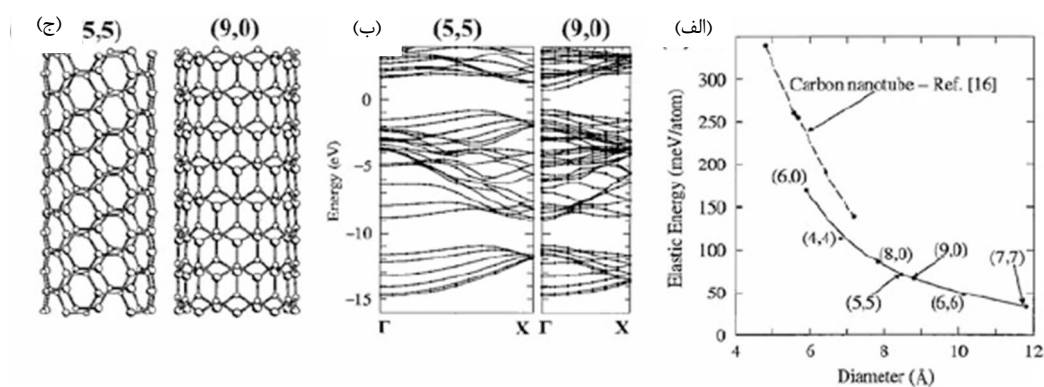 (ج)
5,5)
(9,0)
(ب)
(5,5)
(9,0)
0
−5
−10
−15
Energy (eV)
Γ
X
Γ
X
(الف)
300
250
200
150
100
50
0
Elastic Energy (meV/atom)
Carbon nanotube – Ref. [16]
(6,0)
(4,4)
(8,0)
(9,0)
(7,7)
(5,5)
(6,6)
4
6
8
10
12
Diameter (Å)